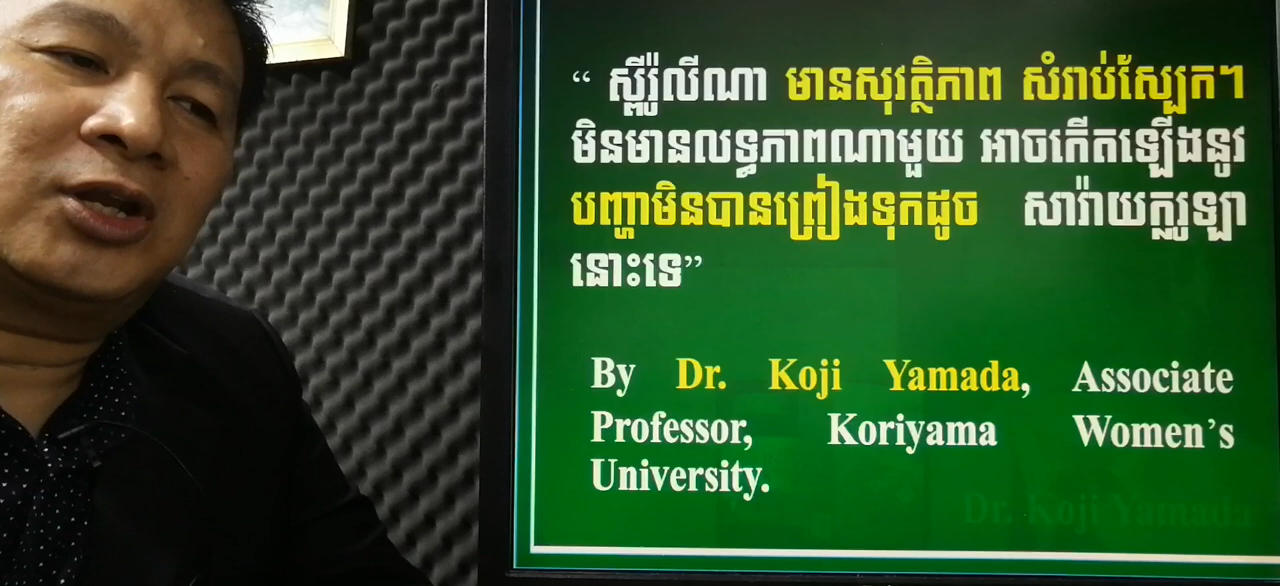 “ ស្ពីរ៉ូលីណា មានសុវត្ថិភាព សំរាប់ស្បែក។
មិនមានលទ្ធភាពណាមួយ អាចកើតឡើងនូវ
បញ្ហាមិនបានព្រៀងទុកដូច សារ៉ាយក្លរូឡា
នោះទេ”
By Dr. Koji Yamada, Associate
Professor, Koriyama Women’s
University.
Dr. Koji Yamada